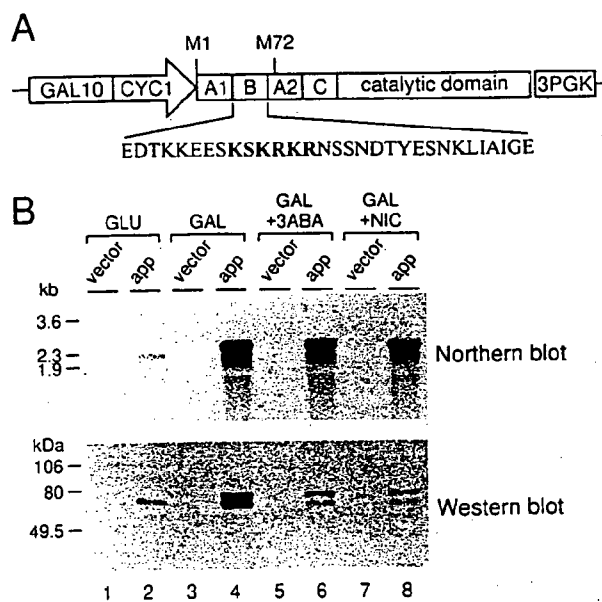 A
M1 M72
GAL10 CYC1 A1 B A2 C catalytic domain 3PGK
EDTKKEESKSKRKRNSSNDTYESNKLIAIGE
B
GLU GAL GAL +3ABA GAL +NIC
vector app vector app vector app vector app
kb
3.6
2.3
1.9
Northern blot
kDa
106
80
49.5
Western blot
1 2 3 4 5 6 7 8